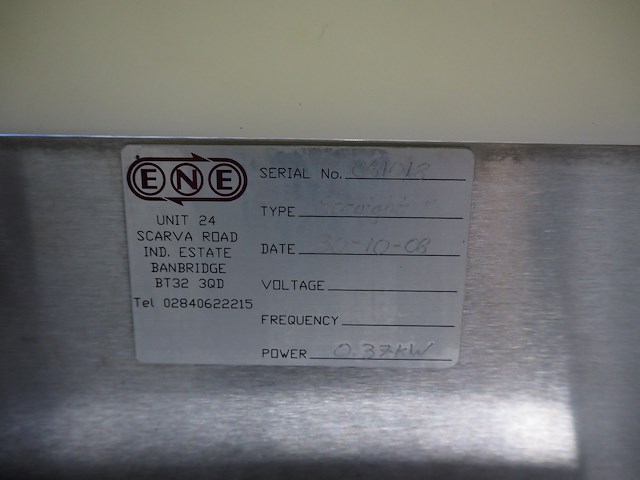 ENE
UNIT 24
SCARVA ROAD
IND. ESTATE
BANBRIDGE
BT32 3QD
Tel 02840622215
SERIAL No.
TYPE
DATE 30-10-08
VOLTAGE
FREQUENCY
POWER 0.37KW